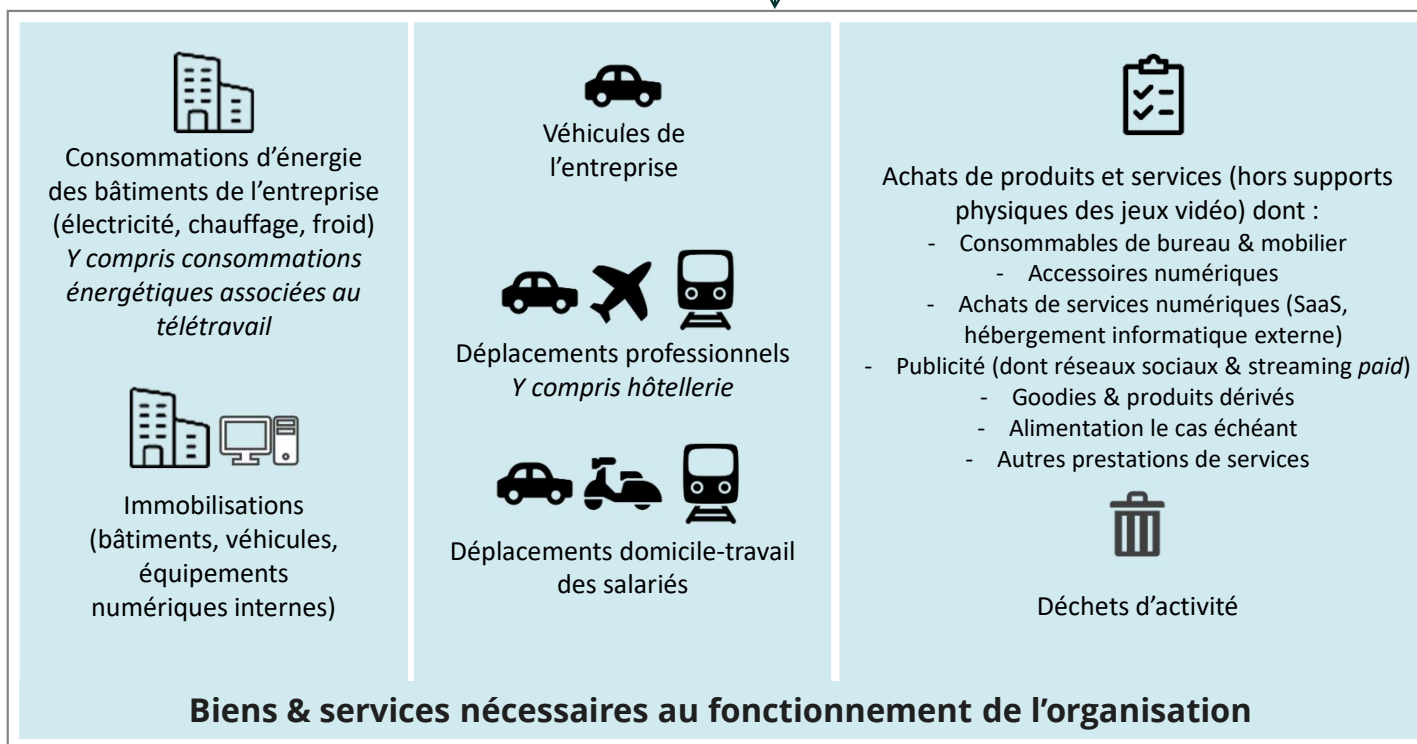 Consommations d’énergie
des bâtiments de l’entreprise
(électricité, chauffage, froid)
Y compris consommations
énergétiques associées au
télétravail
Immobilisations
(bâtiments, véhicules,
équipements
numériques internes)
Véhicules de
l’entreprise
Déplacements professionnels
Y compris hôtellerie
Déplacements domicile-travail
des salariés
Achats de produits et services (hors supports
physiques des jeux vidéo) dont :
- Consommables de bureau & mobilier
- Accessoires numériques
- Achats de services numériques (SaaS,
hébergement informatique externe)
- Publicité (dont réseaux sociaux & streaming paid)
- Goodies & produits dérivés
- Alimentation le cas échéant
- Autres prestations de services
Déchets d’activité
Biens & services nécessaires au fonctionnement de l’organisation